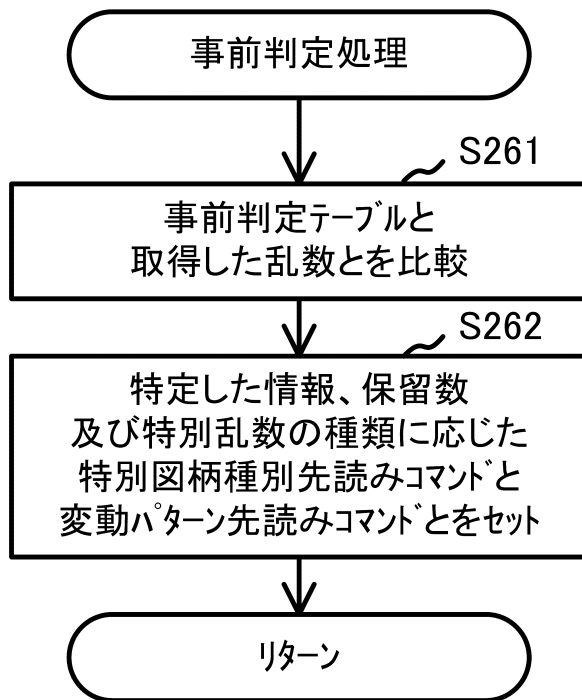 事前判定処理
S261
事前判定テーブルと
取得した乱数とを比較
S262
特定した情報、保留数
及び特別乱数の種類に応じた
特別図柄種別先読みコマンドと
変動パターン先読みコマンドとをセット
リターン